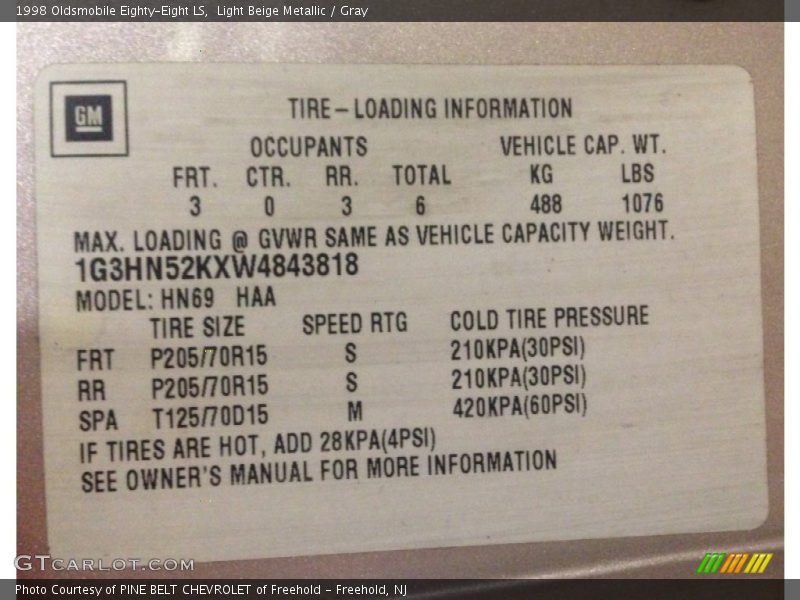 1998 Oldsmobile Eighty-Eight LS,  Light Beige Metallic / Gray
GM
TIRE-LOADING INFORMATION
OCCUPANTS VEHICLE CAP. WT.
FRT. CTR. RR. TOTAL KG LBS
3 0 3 6 488 1076
MAX. LOADING @ GVWR SAME AS VEHICLE CAPACITY WEIGHT.
1G3HN52KXW4843818
MODEL: HN69 HAA
TIRE SIZE SPEED RTG COLD TIRE PRESSURE
FRT P205/70R15 S 210KPA(30PSI)
RR P205/70R15 S 210KPA(30PSI)
SPA T125/70D15 M 420KPA(60PSI)
IF TIRES ARE HOT, ADD 28KPA(4PSI)
SEE OWNER'S MANUAL FOR MORE INFORMATION
GTCARLOT.COM
Photo Courtesy of PINE BELT CHEVROLET of Freehold - Freehold, NJ